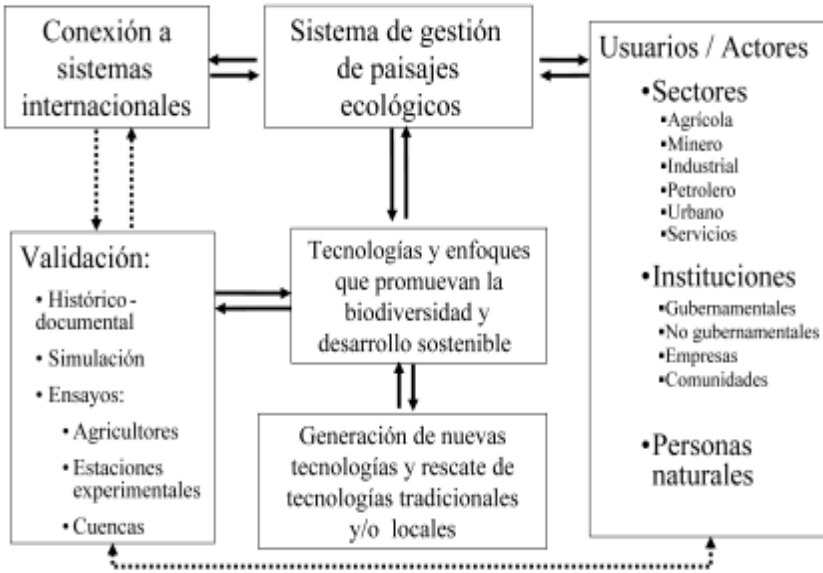 Conexión a
sistemas
internacionales
Sistema de gestión
de paisajes
ecológicos
Usuarios / Actores
•Sectores
▪Agrícola
▪Minero
▪Industrial
▪Petrolero
▪Urbano
▪Servicios
•Instituciones
▪Gubernamentales
▪No gubernamentales
▪Empresas
▪Comunidades
•Personas
naturales
Validación:
• Histórico-
documental
• Simulación
• Ensayos:
•Agricultores
•Estaciones
experimentales
•Cuencas
Tecnologías y enfoques
que promuevan la
biodiversidad y
desarrollo sostenible
Generación de nuevas
tecnologías y rescate de
tecnologías tradicionales
y/o locales